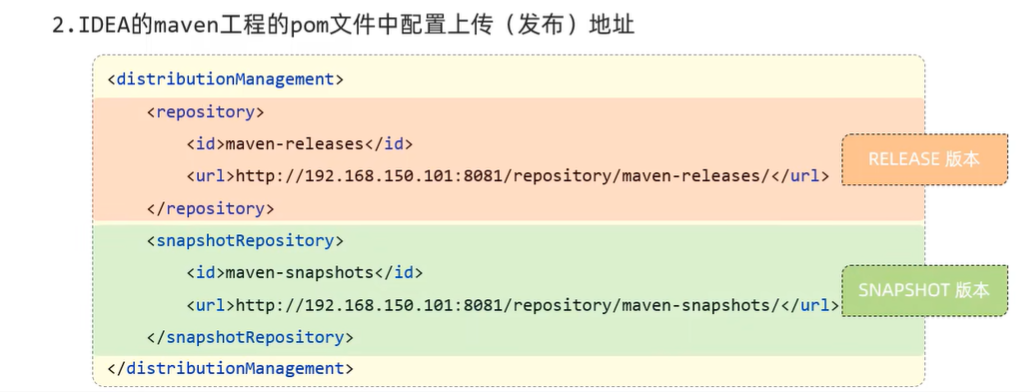 2.IDEA的maven工程的pom文件中配置上传（发布）地址
<distributionManagement>
<repository>
<id>maven-releases</id>
<url>http://192.168.150.101:8081/repository/maven-releases/</url>
</repository>
RELEASE 版本
<snapshotRepository>
<id>maven-snapshots</id>
<url>http://192.168.150.101:8081/repository/maven-snapshots/</url>
</snapshotRepository>
SNAPSHOT 版本
</distributionManagement>